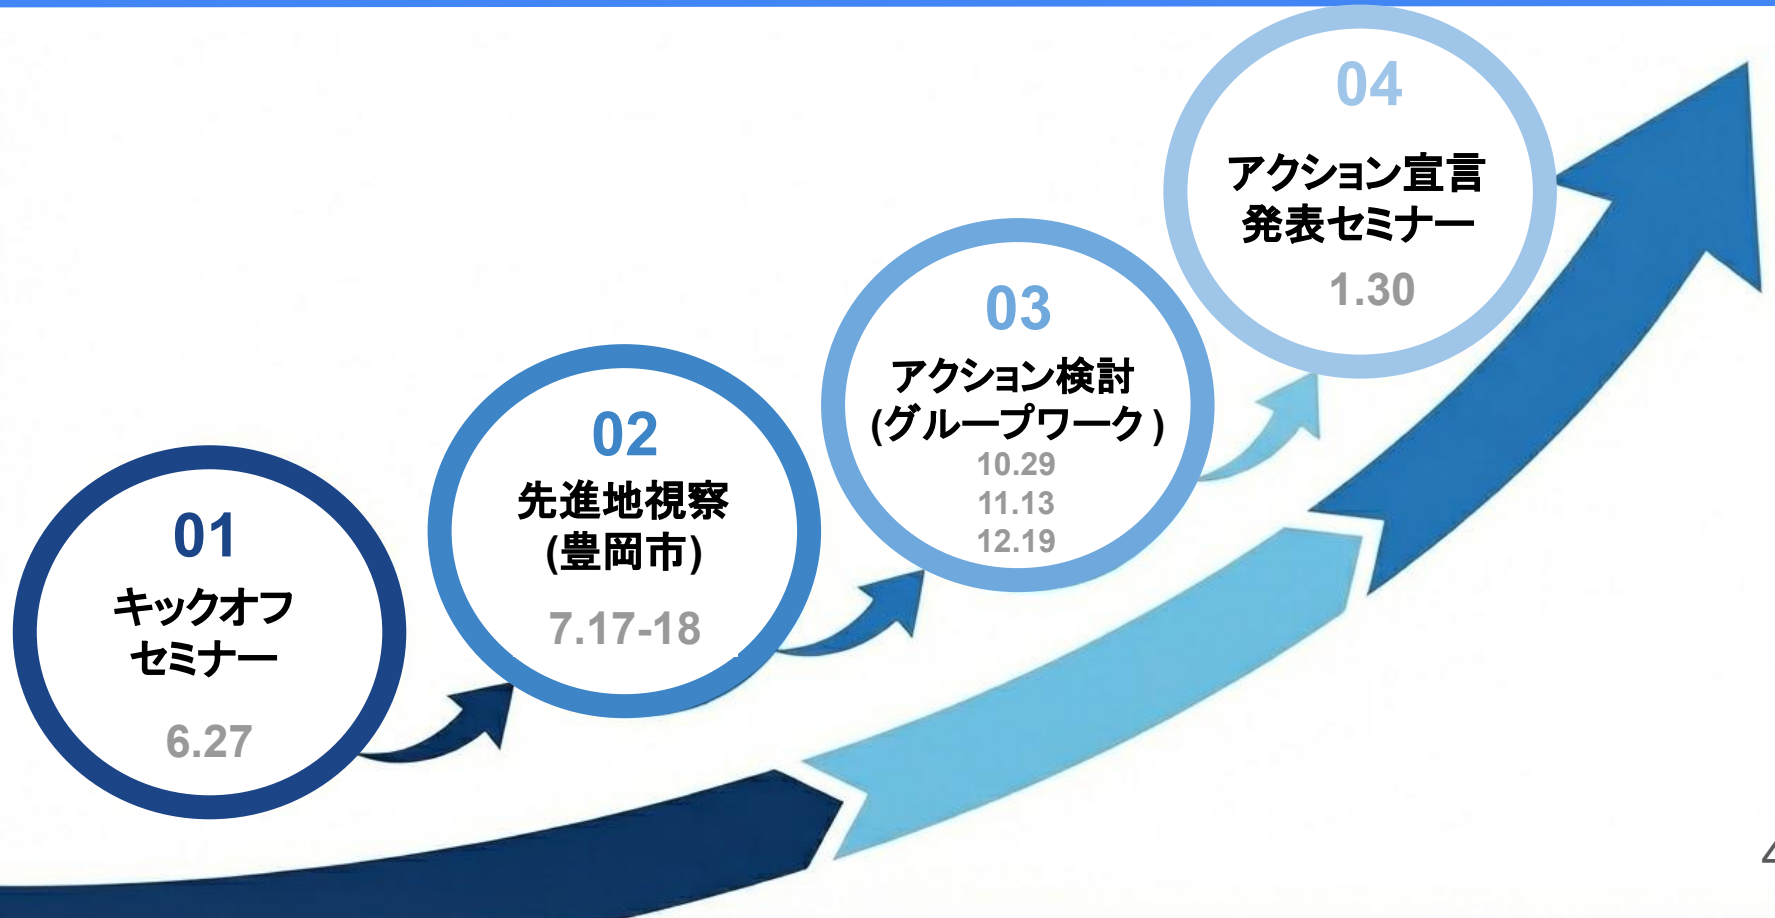 01
キックオフ
セミナー
6.27
02
先進地視察
(豊岡市)
7.17-18
03
アクション検討
(グループワーク)
10.29
11.13
12.19
04
アクション宣言
発表セミナー
1.30